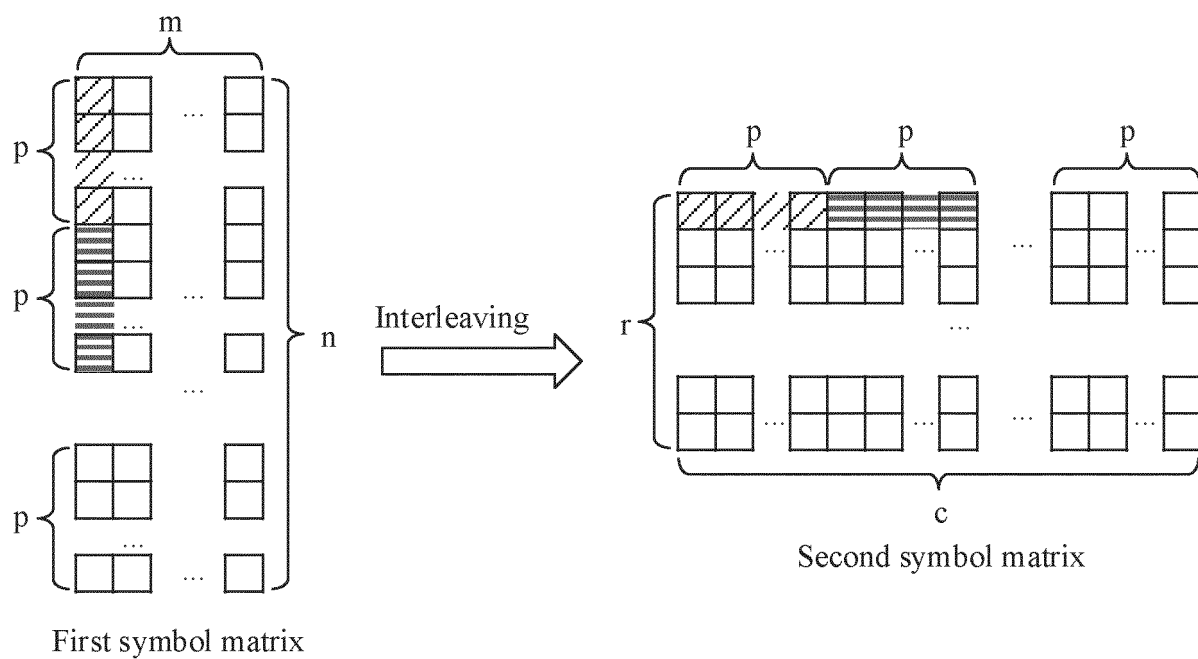 m
p
...
...
p
...
...
n
...
p
...
...
First symbol matrix
Interleaving
p
p
p
r
...
...
...
...
...
...
...
...
c
Second symbol matrix